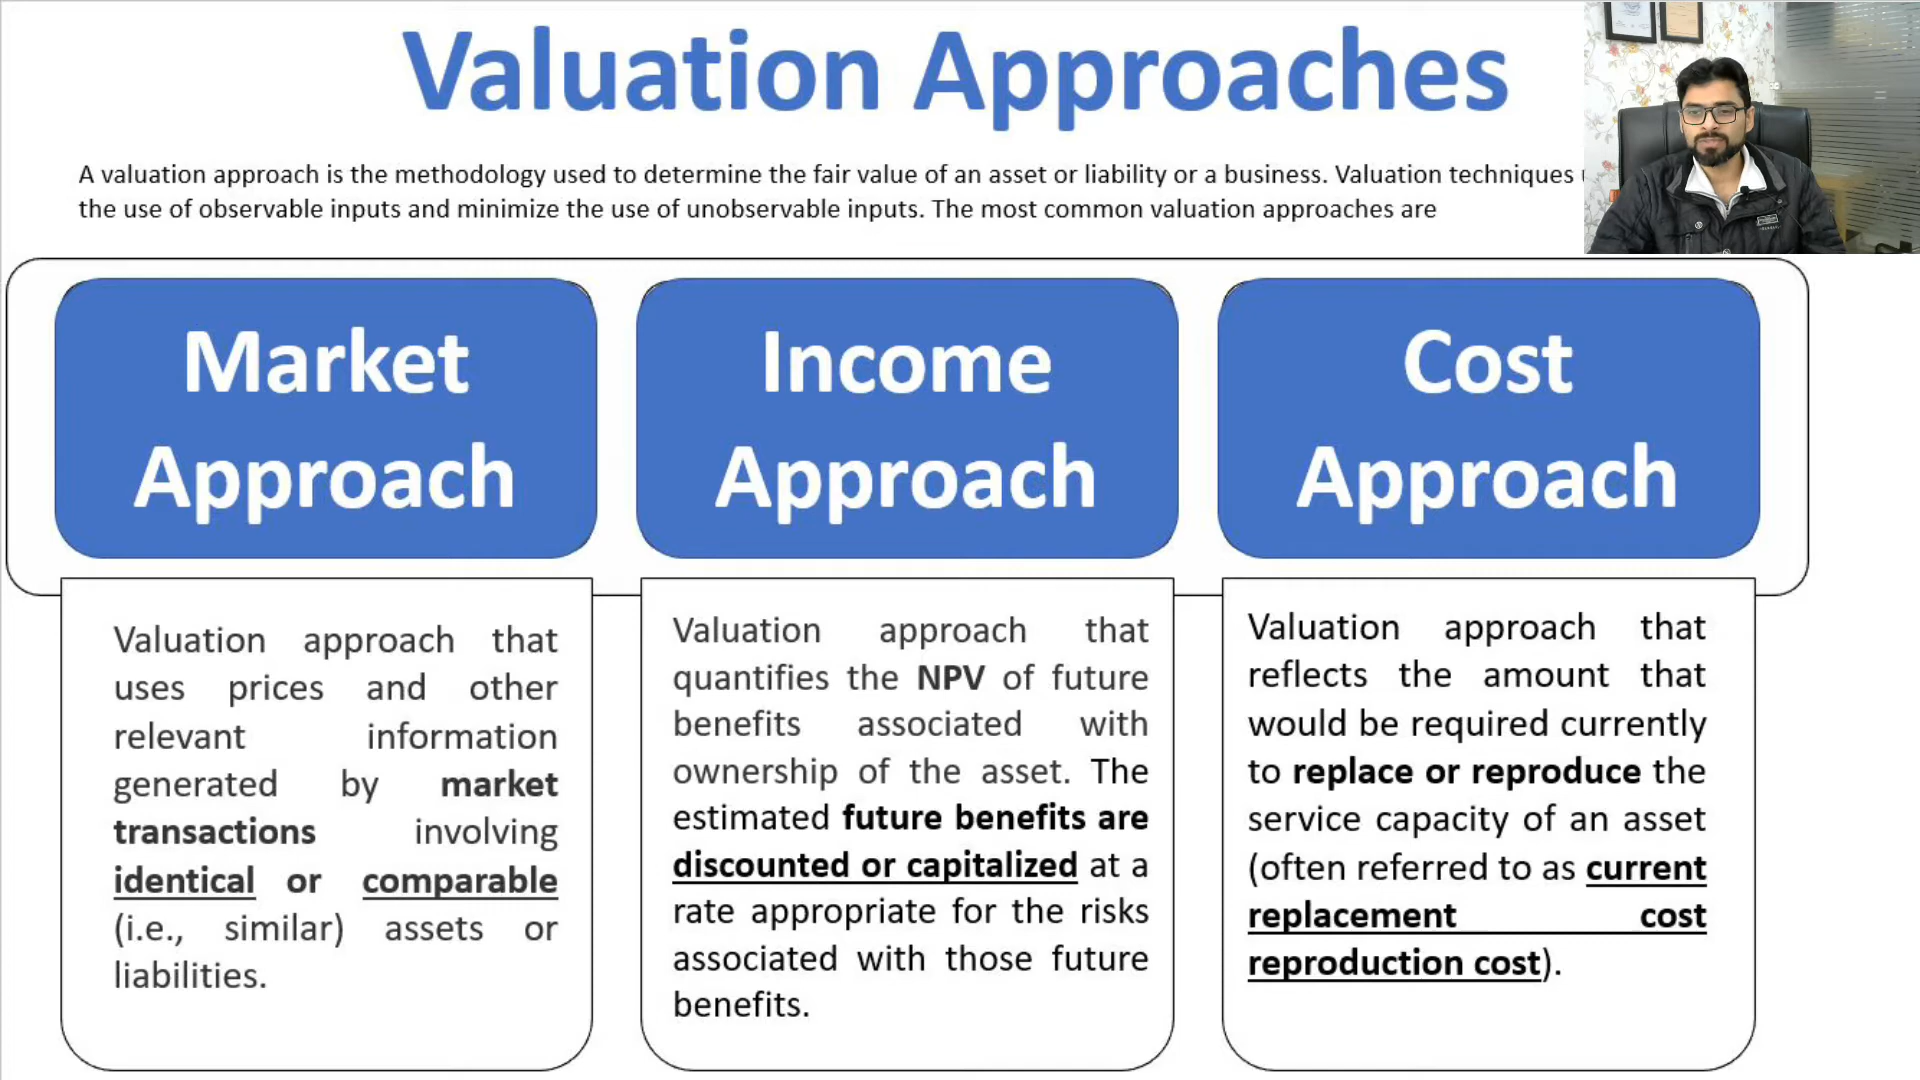 Valuation Approaches
A valuation approach is the methodology used to determine the fair value of an asset or liability or a business. Valuation techniques
the use of observable inputs and minimize the use of unobservable inputs. The most common valuation approaches are
Market
Approach
Valuation approach that
uses prices and other
relevant information
generated by market
transactions involving
identical or comparable
(i.e., similar) assets or
liabilities.
Income
Approach
Valuation approach that
quantifies the NPV of future
benefits associated with
ownership of the asset. The
estimated future benefits are
discounted or capitalized at a
rate appropriate for the risks
associated with those future
benefits.
Cost
Approach
Valuation approach that
reflects the amount that
would be required currently
to replace or reproduce the
service capacity of an asset
(often referred to as current
replacement cost
reproduction cost).